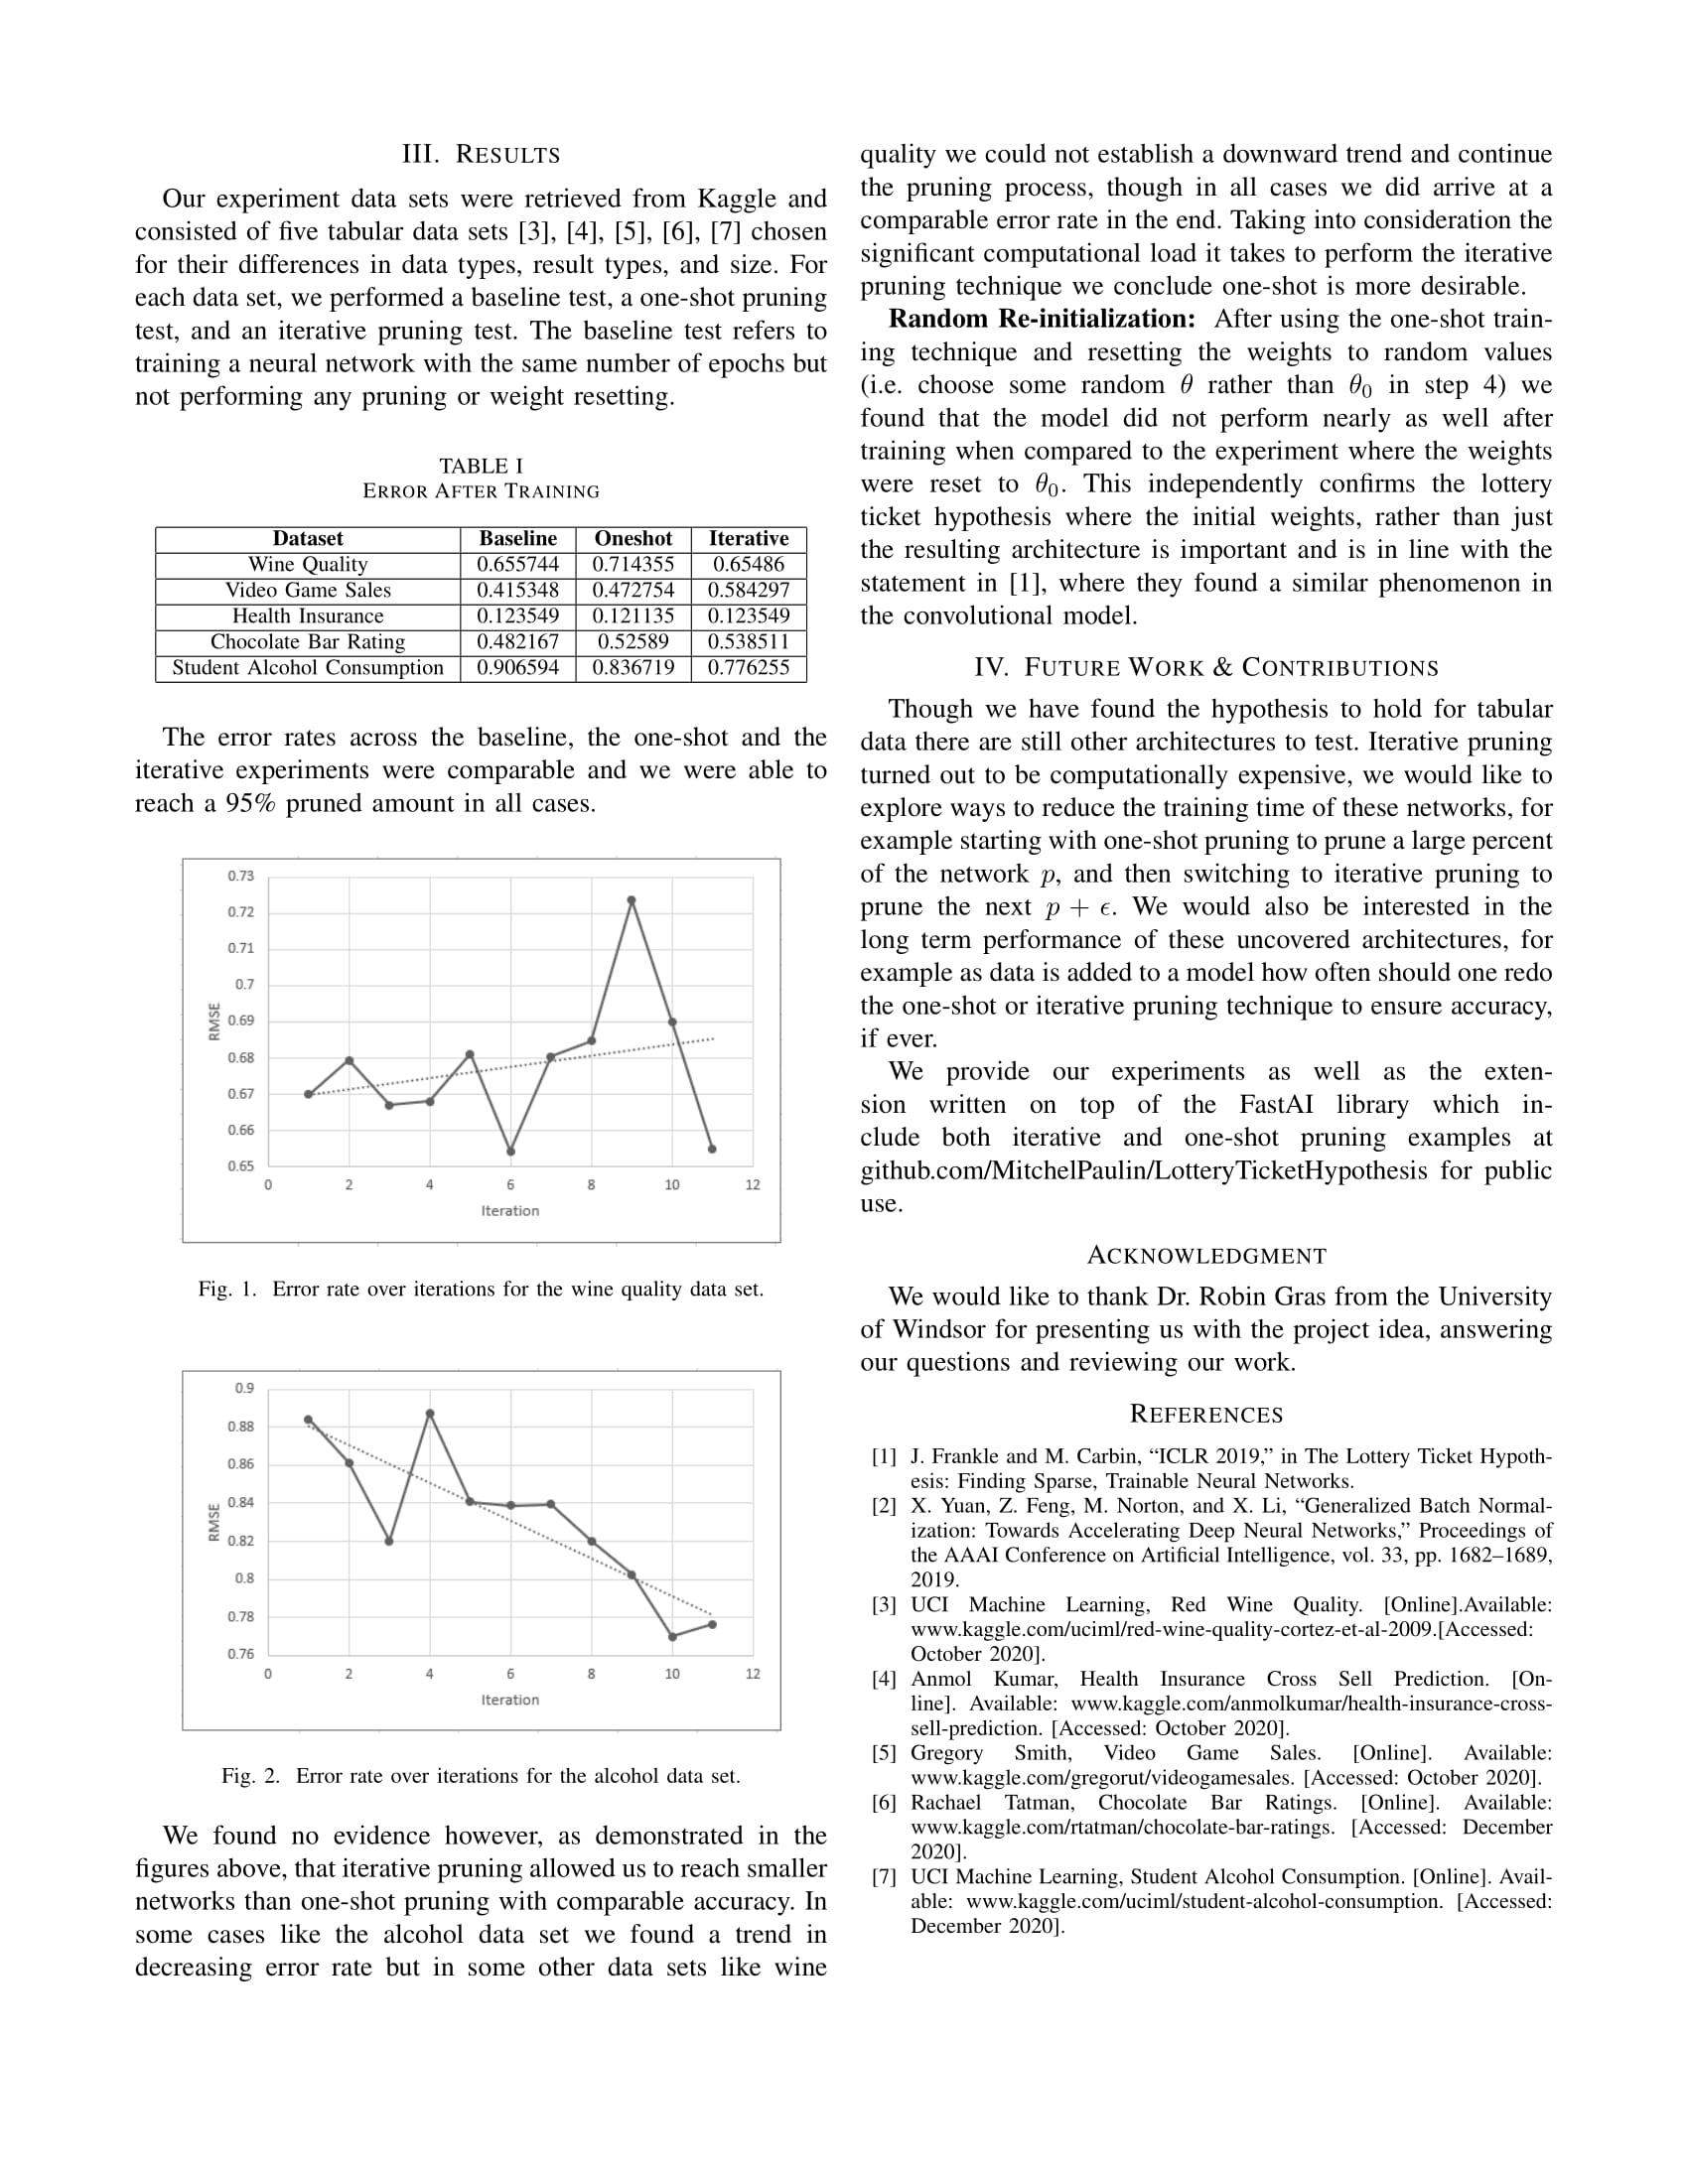 III. RESULTS
Our experiment data sets were retrieved from Kaggle and
consisted of five tabular data sets [3], [4], [5], [6], [7] chosen
for their differences in data types, result types, and size. For
each data set, we performed a baseline test, a one-shot pruning
test, and an iterative pruning test. The baseline test refers to
training a neural network with the same number of epochs but
not performing any pruning or weight resetting.
TABLE I
ERROR AFTER TRAINING
Dataset Baseline Oneshot Iterative
Wine Quality 0.655744 0.714355 0.65486
Video Game Sales 0.415348 0.472754 0.584297
Health Insurance 0.123549 0.121135 0.123549
Chocolate Bar Rating 0.482167 0.52589 0.538511
Student Alcohol Consumption 0.906594 0.836719 0.776255
The error rates across the baseline, the one-shot and the
iterative experiments were comparable and we were able to
reach a 95% pruned amount in all cases.
0.73
0.72
0.71
0.7
0.69
0.68
0.67
0.66
0.65
RMSE
0 2 4 6 8 10 12
Iteration
Fig. 1. Error rate over iterations for the wine quality data set.
0.9
0.88
0.86
0.84
0.82
0.8
0.78
0.76
RMSE
0 2 4 6 8 10 12
Iteration
Fig. 2. Error rate over iterations for the alcohol data set.
We found no evidence however, as demonstrated in the
figures above, that iterative pruning allowed us to reach smaller
networks than one-shot pruning with comparable accuracy. In
some cases like the alcohol data set we found a trend in
decreasing error rate but in some other data sets like wine
quality we could not establish a downward trend and continue
the pruning process, though in all cases we did arrive at a
comparable error rate in the end. Taking into consideration the
significant computational load it takes to perform the iterative
pruning technique we conclude one-shot is more desirable.
Random Re-initialization: After using the one-shot train-
ing technique and resetting the weights to random values
(i.e. choose some random θ rather than θ₀ in step 4) we
found that the model did not perform nearly as well after
training when compared to the experiment where the weights
were reset to θ₀. This independently confirms the lottery
ticket hypothesis where the initial weights, rather than just
the resulting architecture is important and is in line with the
statement in [1], where they found a similar phenomenon in
the convolutional model.
IV. FUTURE WORK & CONTRIBUTIONS
Though we have found the hypothesis to hold for tabular
data there are still other architectures to test. Iterative pruning
turned out to be computationally expensive, we would like to
explore ways to reduce the training time of these networks, for
example starting with one-shot pruning to prune a large percent
of the network p, and then switching to iterative pruning to
prune the next p + ϵ. We would also be interested in the
long term performance of these uncovered architectures, for
example as data is added to a model how often should one redo
the one-shot or iterative pruning technique to ensure accuracy,
if ever.
We provide our experiments as well as the exten-
sion written on top of the FastAI library which in-
clude both iterative and one-shot pruning examples at
github.com/MitchelPaulin/LotteryTicketHypothesis for public
use.
ACKNOWLEDGMENT
We would like to thank Dr. Robin Gras from the University
of Windsor for presenting us with the project idea, answering
our questions and reviewing our work.
REFERENCES
[1] J. Frankle and M. Carbin, “ICLR 2019,” in The Lottery Ticket Hypoth-
esis: Finding Sparse, Trainable Neural Networks.
[2] X. Yuan, Z. Feng, M. Norton, and X. Li, “Generalized Batch Normal-
ization: Towards Accelerating Deep Neural Networks,” Proceedings of
the AAAI Conference on Artificial Intelligence, vol. 33, pp. 1682–1689,
2019.
[3] UCI Machine Learning, Red Wine Quality. [Online].Available:
www.kaggle.com/uciml/red-wine-quality-cortez-et-al-2009.[Accessed:
October 2020].
[4] Anmol Kumar, Health Insurance Cross Sell Prediction. [On-
line]. Available: www.kaggle.com/anmolkumar/health-insurance-cross-
sell-prediction. [Accessed: October 2020].
[5] Gregory Smith, Video Game Sales. [Online]. Available:
www.kaggle.com/gregorut/videogamesales. [Accessed: October 2020].
[6] Rachael Tatman, Chocolate Bar Ratings. [Online]. Available:
www.kaggle.com/rtatman/chocolate-bar-ratings. [Accessed: December
2020].
[7] UCI Machine Learning, Student Alcohol Consumption. [Online]. Avail-
able: www.kaggle.com/uciml/student-alcohol-consumption. [Accessed:
December 2020].